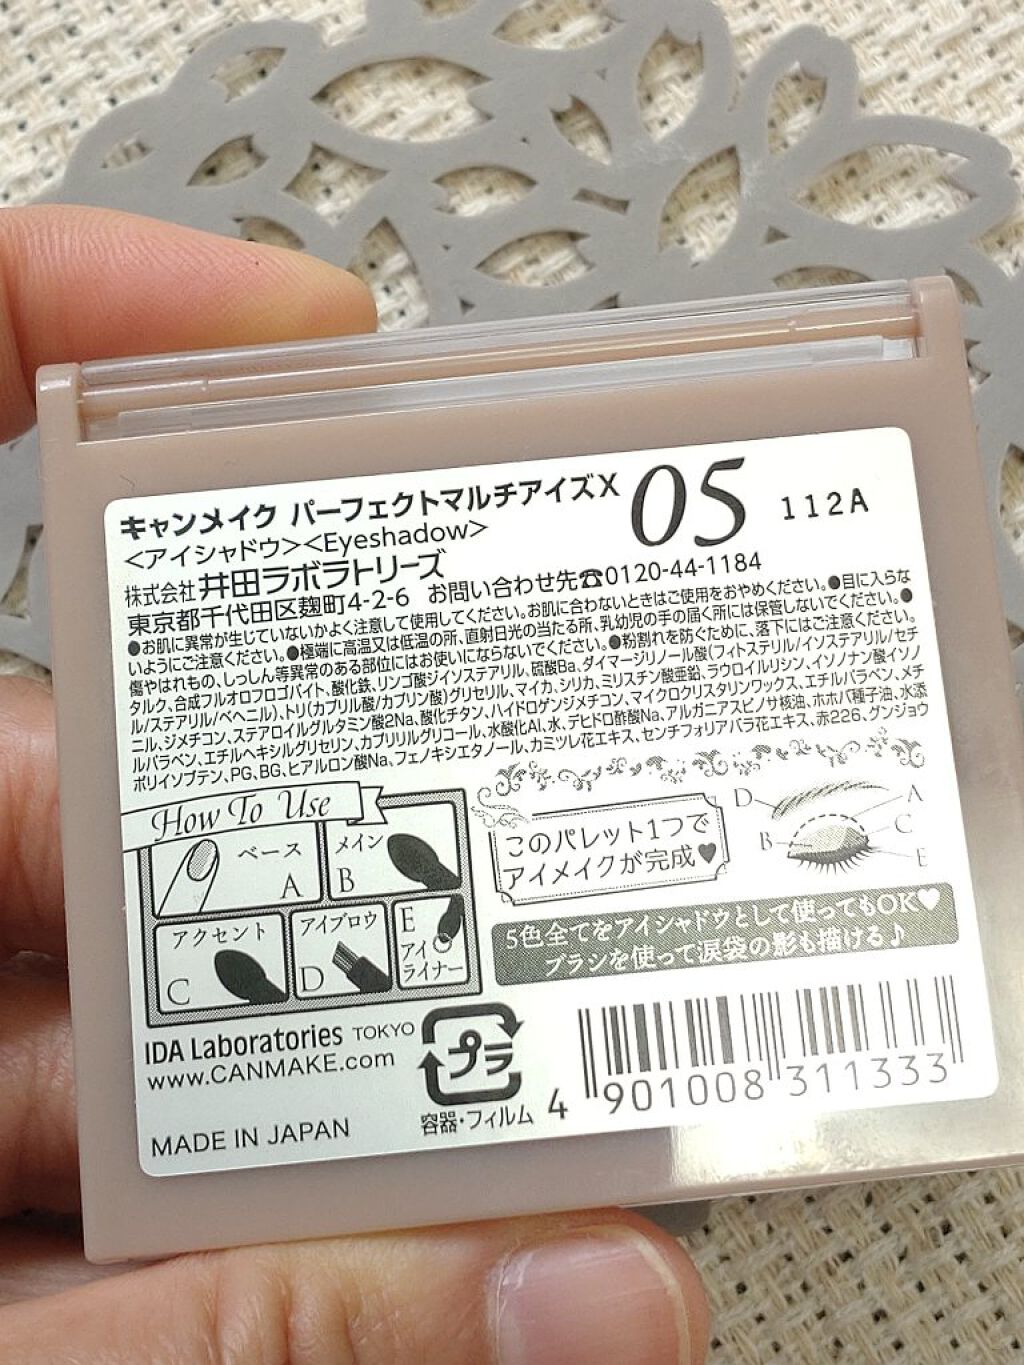 キャンメイク パーフェクトマルチアイズX 05 112A
<アイシャドウ><Eyeshadow>
株式会社井田ラボラトリーズ
東京都千代田区麹町4-2-6 お問い合わせ先☎0120-44-1184
●お肌に異常が生じていないかよく注意して使用してください。お肌に合わないときはご使用をおやめください。●目に入らな
いようにご注意ください。●極端に高温又は低温の所、直射日光の当たる所、乳幼児の手の届く所には保管しないでください。●
傷やはれもの、しっしん等異常のある部位にはお使いにならないでください。●粉割れを防ぐために、落下にはご注意ください。
タルク、合成フルオロフロゴパイト、酸化鉄、リンゴ酸ジイソステアリル、硫酸Ba、ダイマージリノール酸(フィトステリル/イソステアリル/セチ
ル/ステアリル/ベヘニル)、トリ(カプリル酸/カプリン酸)グリセリル、マイカ、シリカ、ミリスチン酸亜鉛、ラウロイルリシン、イソノナン酸イソノ
ニル、ジメチコン、ステアロイルグルタミン酸2Na、酸化チタン、ハイドロゲンジメチコン、マイクロクリスタリンワックス、エチルパラベン、メチ
ルパラベン、エチルヘキシルグリセリン、カプリリルグリコール、水酸化Al、水、デヒドロ酢酸Na、アルガニアスピノサ核油、ホホバ種子油、水添
ポリイソブテン、PG、BG、ヒアルロン酸Na、フェノキシエタノール、カミツレ花エキス、センチフォリアバラ花エキス、赤226、グンジョウ
How To Use
ベース A
メイン B
アクセント C
アイブロウ D
E アイライナー
このパレット1つで
アイメイクが完成♥
D A
B C
E
5色全てをアイシャドウとして使ってもOK♥
ブラシを使って涙袋の影も描ける♪
IDA Laboratories TOKYO
www.CANMAKE.com
MADE IN JAPAN
プラ
容器・フィルム
4 901008 311333